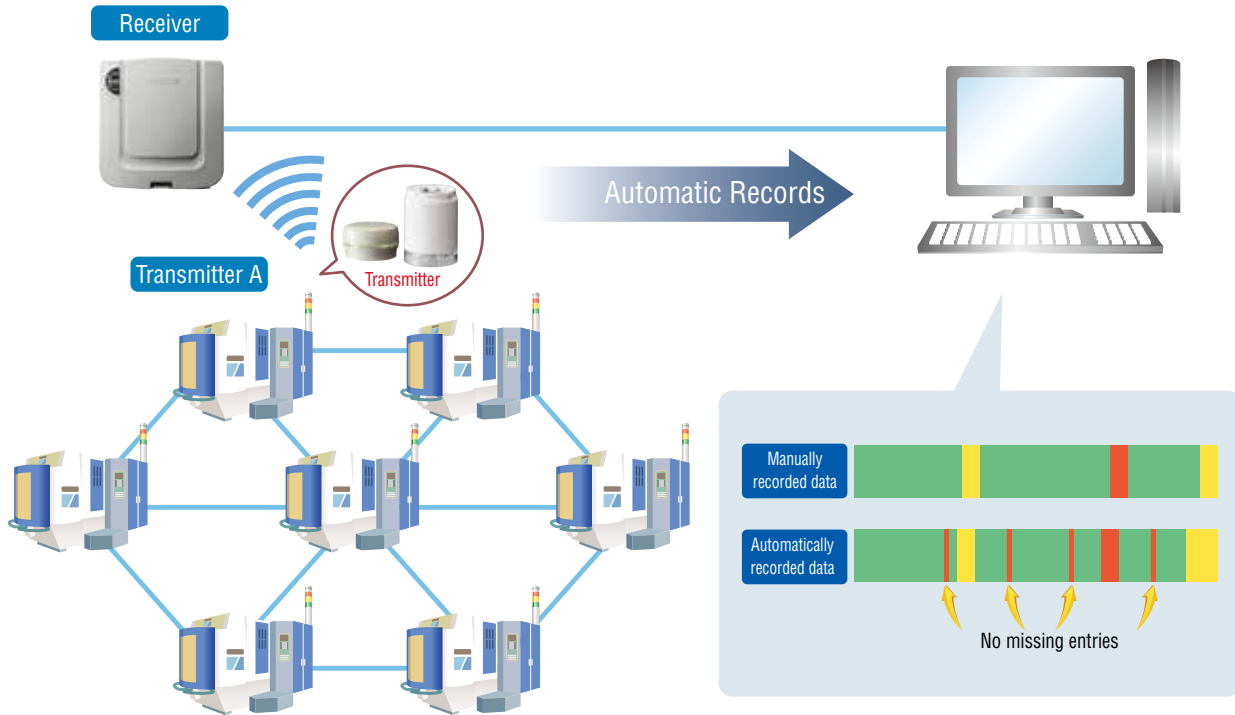 Receiver
Automatic Records
Transmitter
Transmitter A
Manually
recorded data
Automatically
recorded data
No missing entries